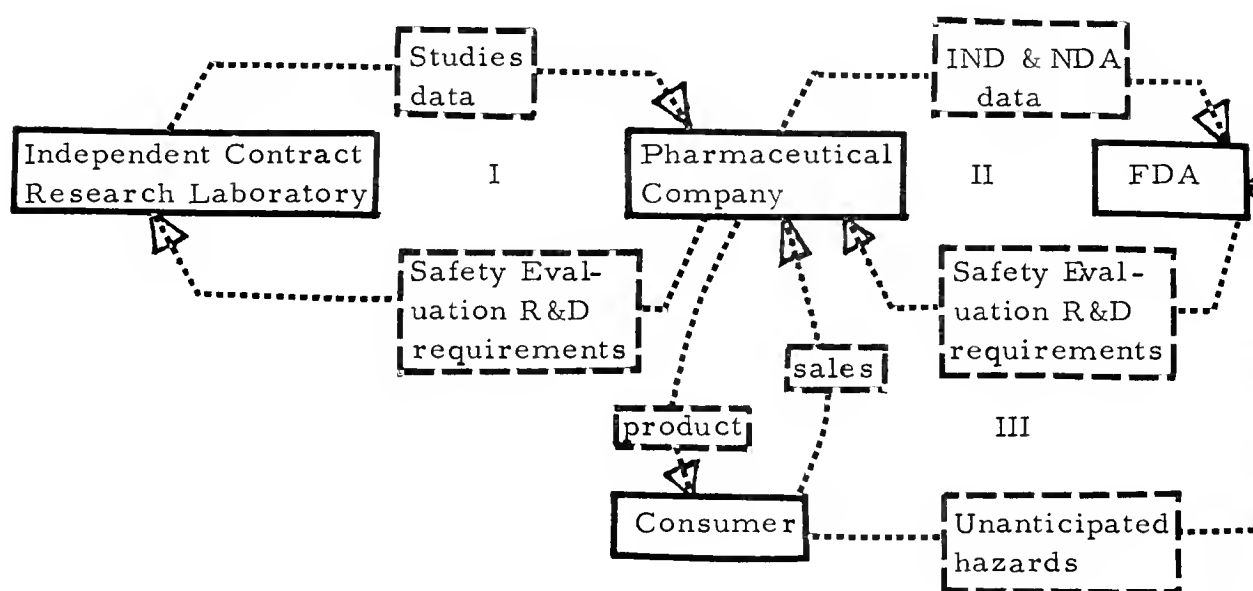 Studies
data
IND & NDA
data
Independent Contract
Research Laboratory
I
Pharmaceutical
Company
II
FDA
Safety Eval-
uation R&D
requirements
Safety Eval-
uation R&D
requirements
sales
product
III
Consumer
Unanticipated
hazards